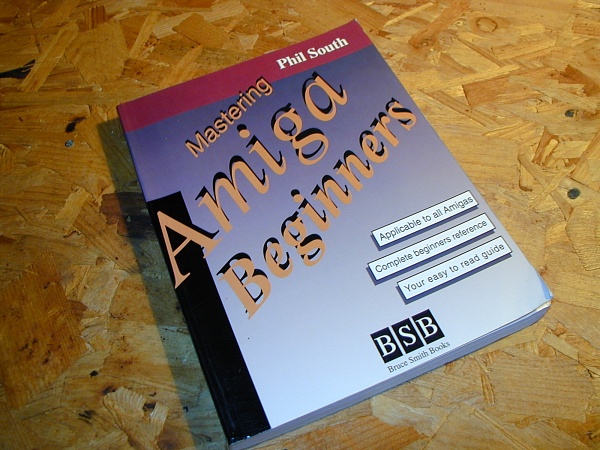 Phil South
Mastering
Amiga
Beginners
Applicable to all Amigas
Complete beginners reference
Your easy to read guide
BSB
Bruce Smith Books